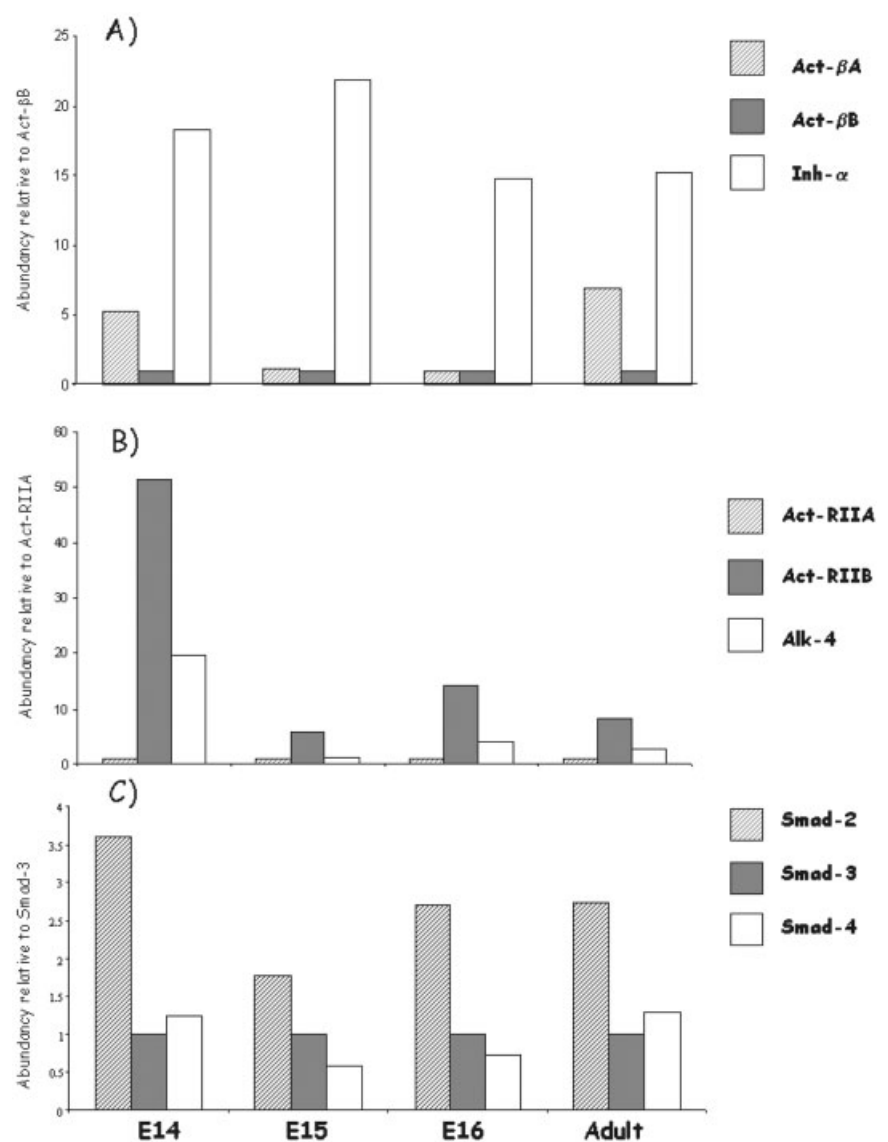 A)
Abundancy relative to Act-βB
25
20
15
10
5
0
Act-βA
Act-βB
Inh-α
B)
Abundancy relative to Act-RIIA
60
50
40
30
20
10
0
Act-RIIA
Act-RIIB
Alk-4
C)
Abundancy relative to Smad-3
4
3.5
3
2.5
2
1.5
1
0.5
0
Smad-2
Smad-3
Smad-4
E14 E15 E16 Adult